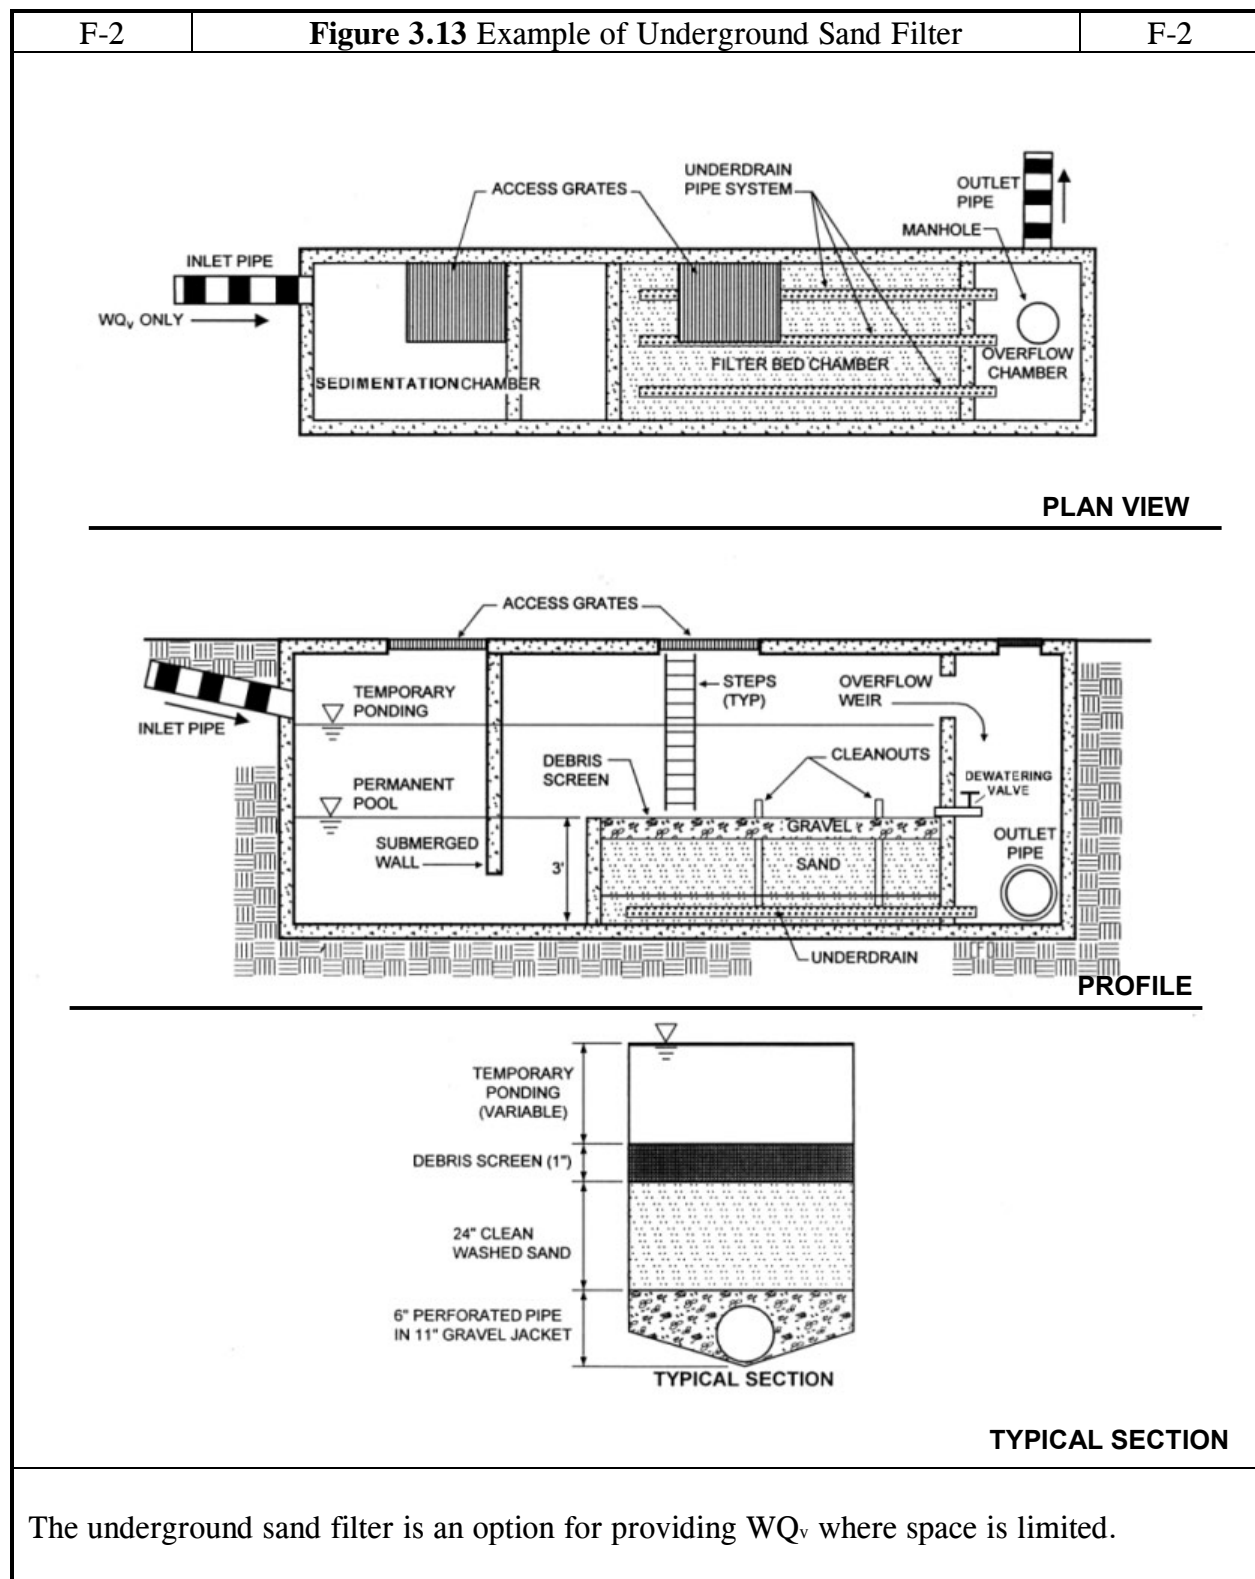 F-2 Figure 3.13 Example of Underground Sand Filter F-2
UNDERDRAIN
PIPE SYSTEM
ACCESS GRATES
OUTLET
PIPE
MANHOLE
INLET PIPE
WQv ONLY
SEDIMENTATION CHAMBER
FILTER BED CHAMBER
OVERFLOW
CHAMBER
PLAN VIEW
ACCESS GRATES
TEMPORARY
PONDING
STEPS
(TYP)
OVERFLOW
WEIR
INLET PIPE
DEBRIS
SCREEN
CLEANOUTS
PERMANENT
POOL
DEWATERING
VALVE
SUBMERGED
WALL
GRAVEL
3'
SAND
OUTLET
PIPE
UNDERDRAIN
PROFILE
TEMPORARY
PONDING
(VARIABLE)
DEBRIS SCREEN (1")
24" CLEAN
WASHED SAND
6" PERFORATED PIPE
IN 11" GRAVEL JACKET
TYPICAL SECTION
TYPICAL SECTION
The underground sand filter is an option for providing WQv where space is limited.